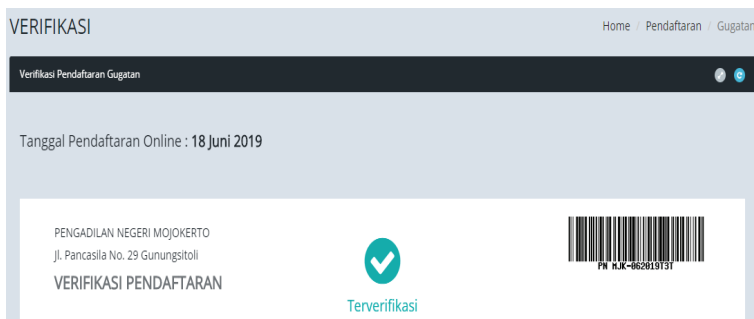 VERIFIKASI
Home / Pendaftaran / Gugatan
Verifikasi Pendaftaran Gugatan
Tanggal Pendaftaran Online : 18 Juni 2019
PENGADILAN NEGERI MOJOKERTO
Jl. Pancasila No. 29 Gunungsitoli
VERIFIKASI PENDAFTARAN
Terverifikasi
PN MJK-062019T3T